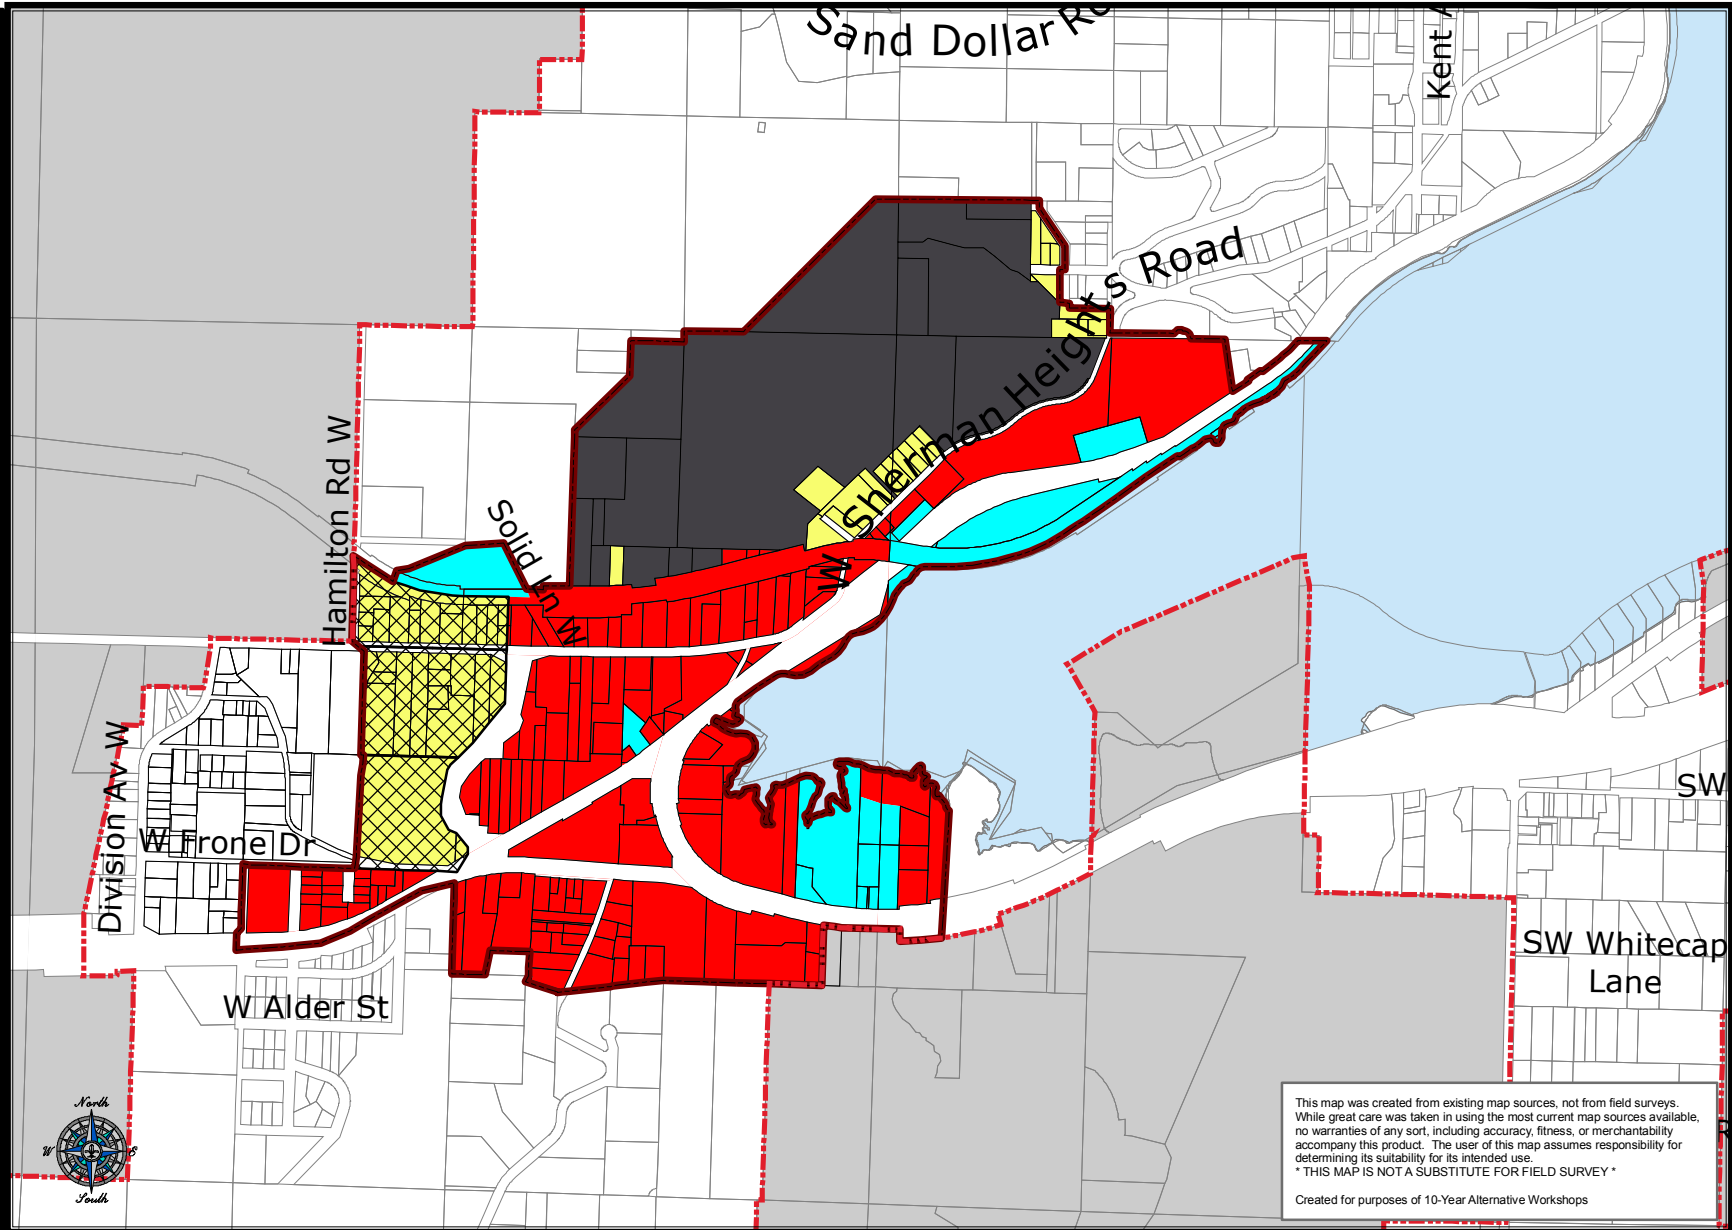 Sand Dollar Ro
Kent A
W Sherman Heights Road
Hamilton Rd W
Solid Ln W
Division Av W
W Frone Dr
SW
SW Whitecap
Lane
W Alder St
North
W
E
South
R
This map was created from existing map sources, not from field surveys.
While great care was taken in using the most current map sources available,
no warranties of any sort, including accuracy, fitness, or merchantability
accompany this product. The user of this map assumes responsibility for
determining its suitability for its intended use.
* THIS MAP IS NOT A SUBSTITUTE FOR FIELD SURVEY *
Created for purposes of 10-Year Alternative Workshops